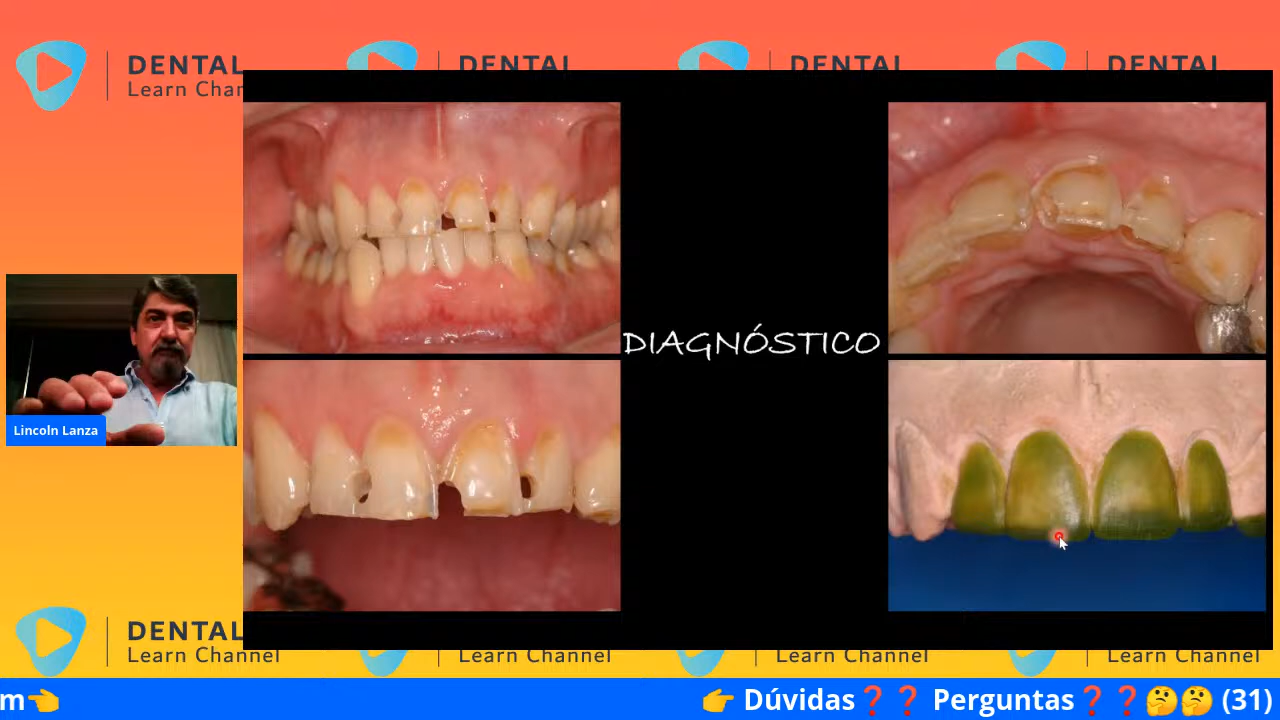 DENTAL
Learn Chan
DENTAL
DENTAL
DENTAL
DIAGNÓSTICO
Lincoln Lanza
DENTAL
Learn Channel
Learn Channel
Learn Channel
Learn Channel
m👈
👉 Dúvidas❓❓ Perguntas❓❓🤔🤔 (31)